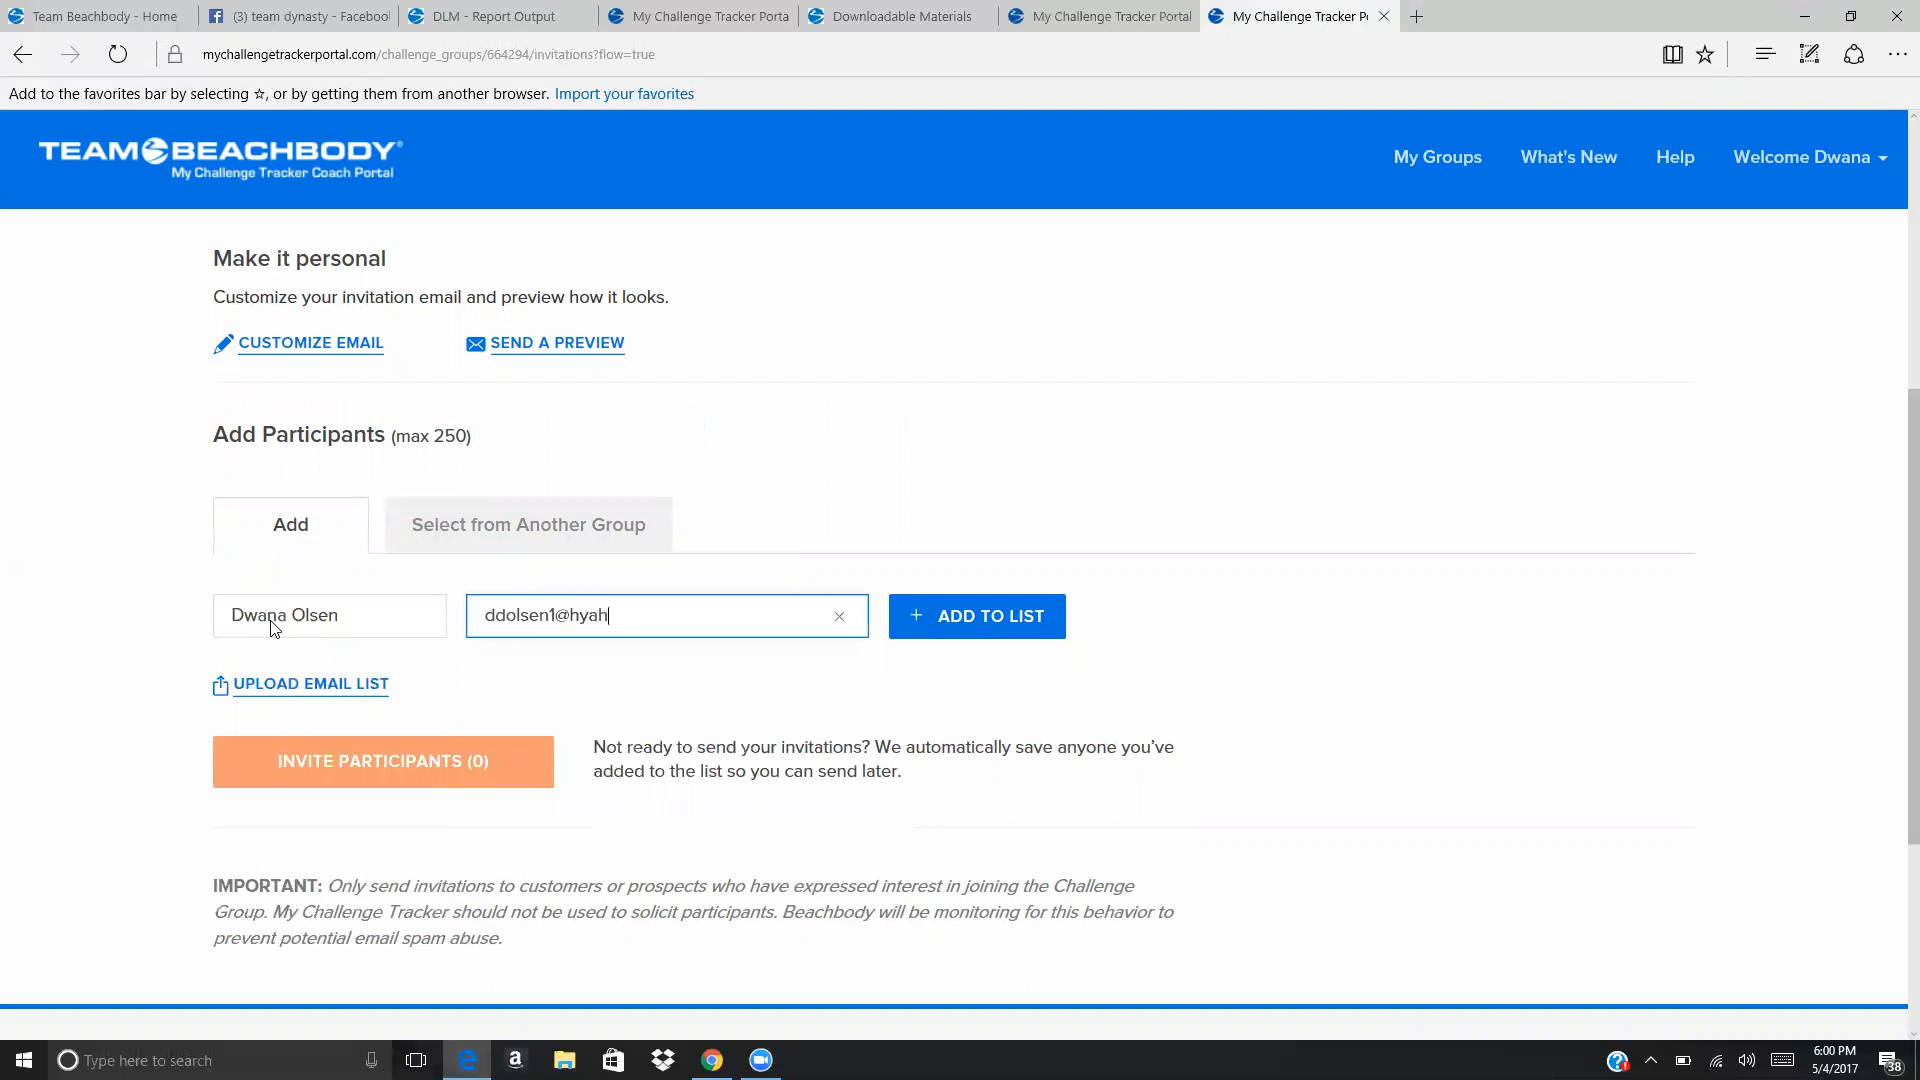 Team Beachbody - Home
(3) team dynasty - Facebool
DLM - Report Output
My Challenge Tracker Porta
Downloadable Materials
My Challenge Tracker Portal
My Challenge Tracker Po
mychallengetrackerportal.com/challenge_groups/664294/invitations?flow=true
Add to the favorites bar by selecting ☆, or by getting them from another browser. Import your favorites
TEAM BEACHBODY®
My Challenge Tracker Coach Portal
My Groups
What's New
Help
Welcome Dwana
Make it personal
Customize your invitation email and preview how it looks.
CUSTOMIZE EMAIL
SEND A PREVIEW
Add Participants (max 250)
Add
Select from Another Group
Dwana Olsen
ddolsen1@hyah
+ ADD TO LIST
UPLOAD EMAIL LIST
INVITE PARTICIPANTS (0)
Not ready to send your invitations? We automatically save anyone you've
added to the list so you can send later.
IMPORTANT: Only send invitations to customers or prospects who have expressed interest in joining the Challenge
Group. My Challenge Tracker should not be used to solicit participants. Beachbody will be monitoring for this behavior to
prevent potential email spam abuse.
Type here to search
6:00 PM
5/4/2017
38